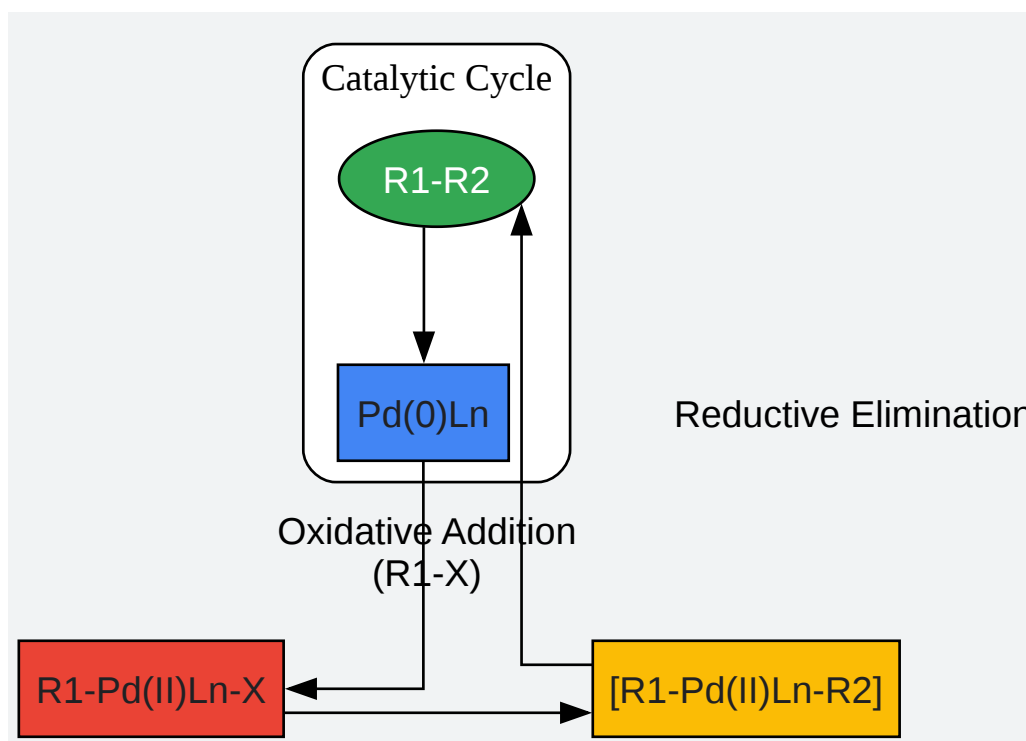 Catalytic Cycle
R1-R2
Pd(0)Ln
Reductive Elimination
Oxidative Addition
(R1-X)
R1-Pd(II)Ln-X
[R1-Pd(II)Ln-R2]